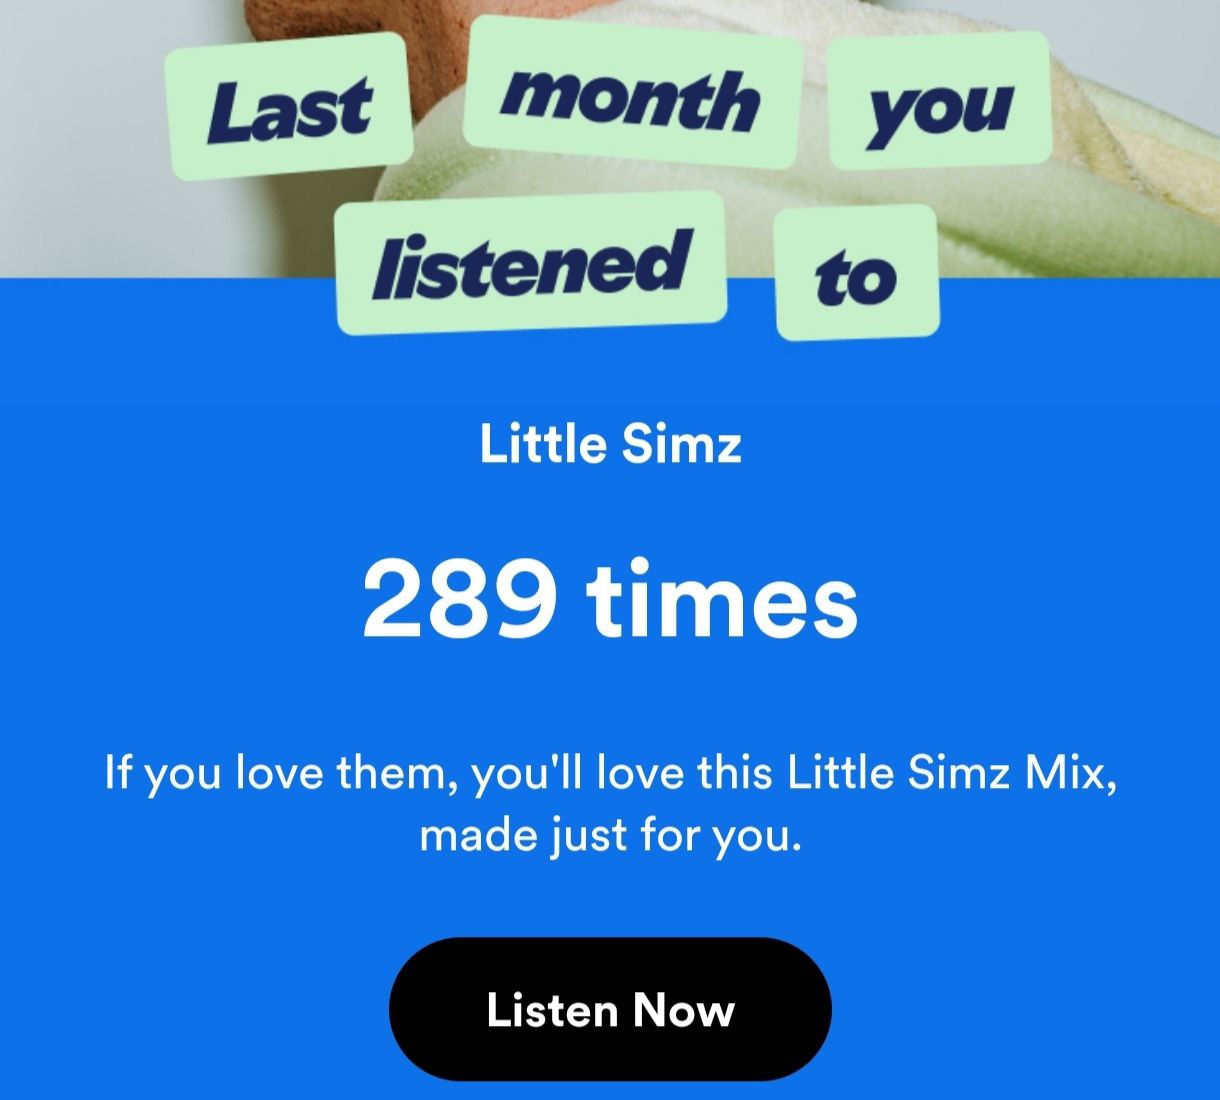 Last month you
listened to
Little Simz
289 times
If you love them, you'll love this Little Simz Mix,
made just for you.
Listen Now